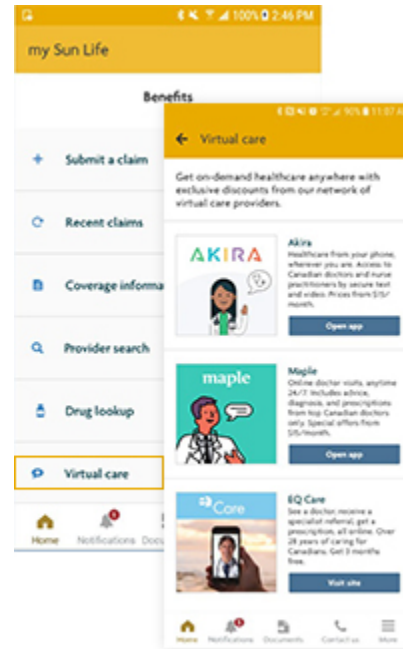 100% 2:46 PM
my Sun Life
Benefits
Submit a claim
Recent claims
Coverage informa
Provider search
Drug lookup
Virtual care
Home Notifications Docu
90% 11:07 A
Virtual care
Get on-demand healthcare anywhere with
exclusive discounts from our network of
virtual care providers.
AKIRA
Akira
Healthcare from your phone,
wherever you are. Access to
Canadian doctors and nurse
practitioners by secure text
and video. Prices from $15/
month.
Open app
maple
Maple
Online doctor visits, anytime
24/7. Includes advice,
diagnosis, and prescriptions
from top Canadian doctors
only. Special offers from
$15/month.
Open app
Care
EQ Care
See a doctor, receive a
specialist referral, get a
prescription, all online. Over
28 years of caring for
Canadians. Get 3 months
free.
Visit site
Home Notifications Documents Contact us More